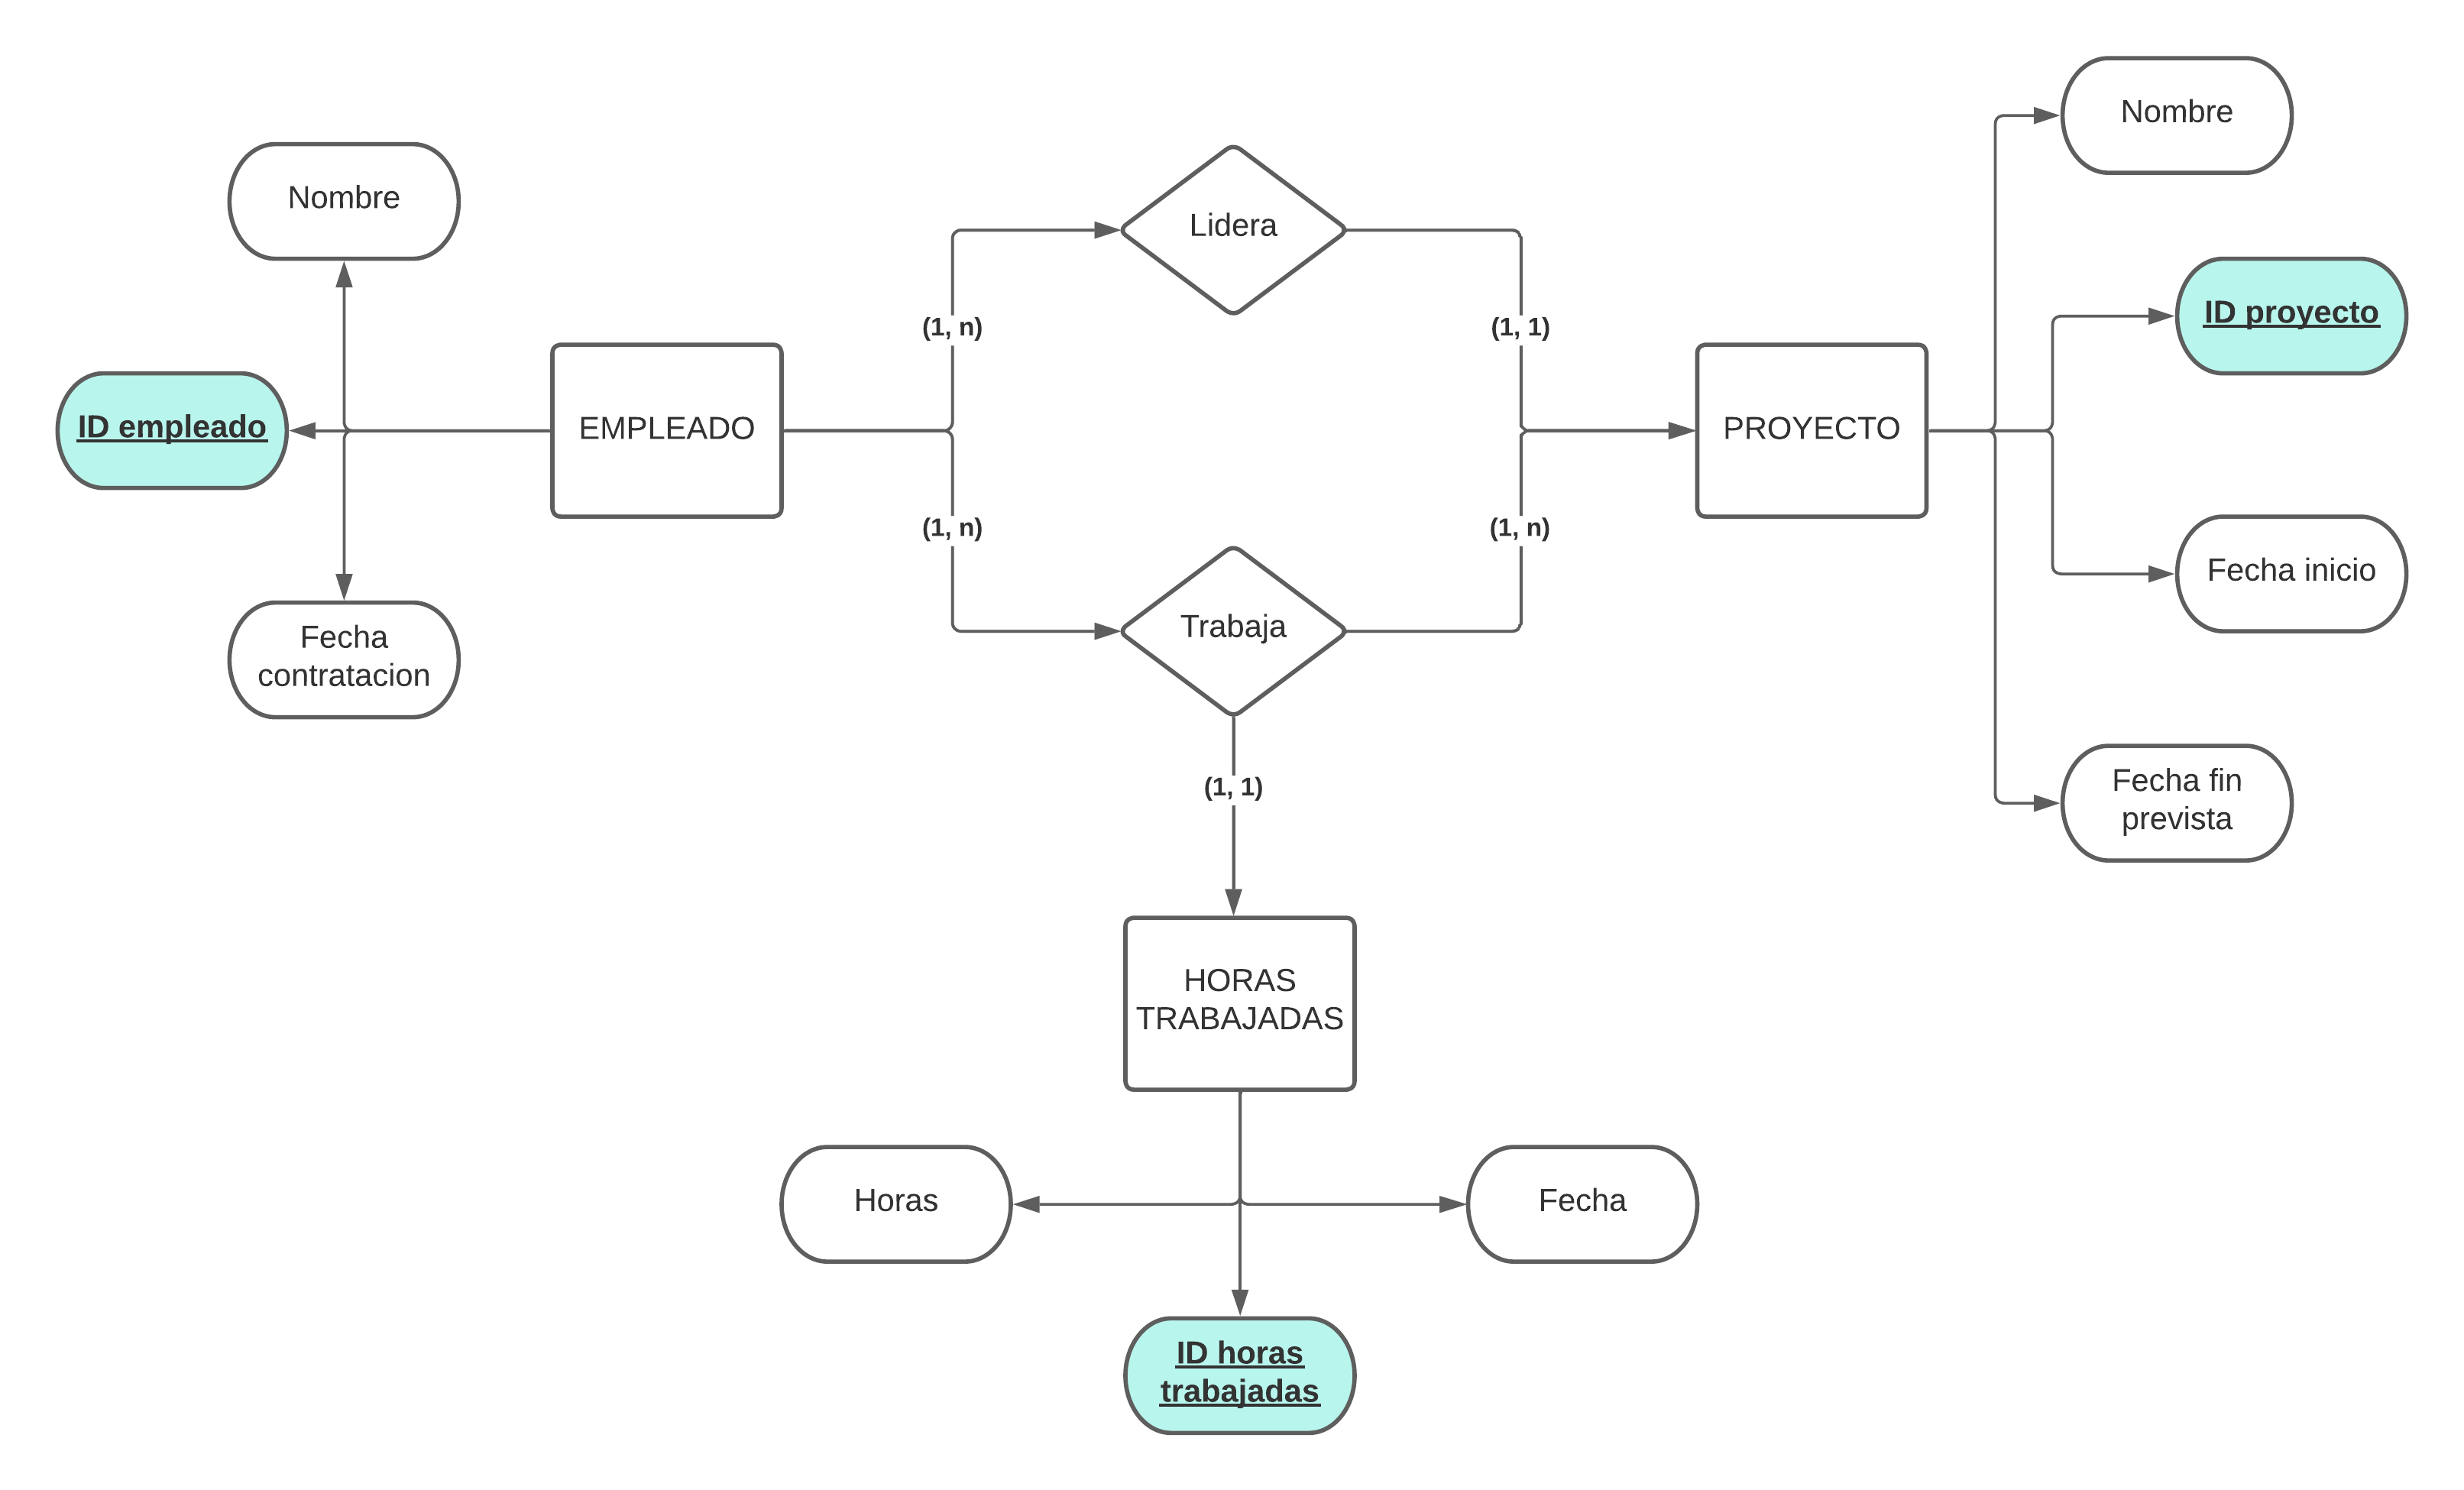 Nombre
Nombre
Lidera
ID proyecto
(1, n)
(1, 1)
ID empleado
EMPLEADO
PROYECTO
(1, n)
(1, n)
Fecha inicio
Fecha
contratacion
Trabaja
(1, 1)
Fecha fin
prevista
HORAS
TRABAJADAS
Horas
Fecha
ID horas
trabajadas